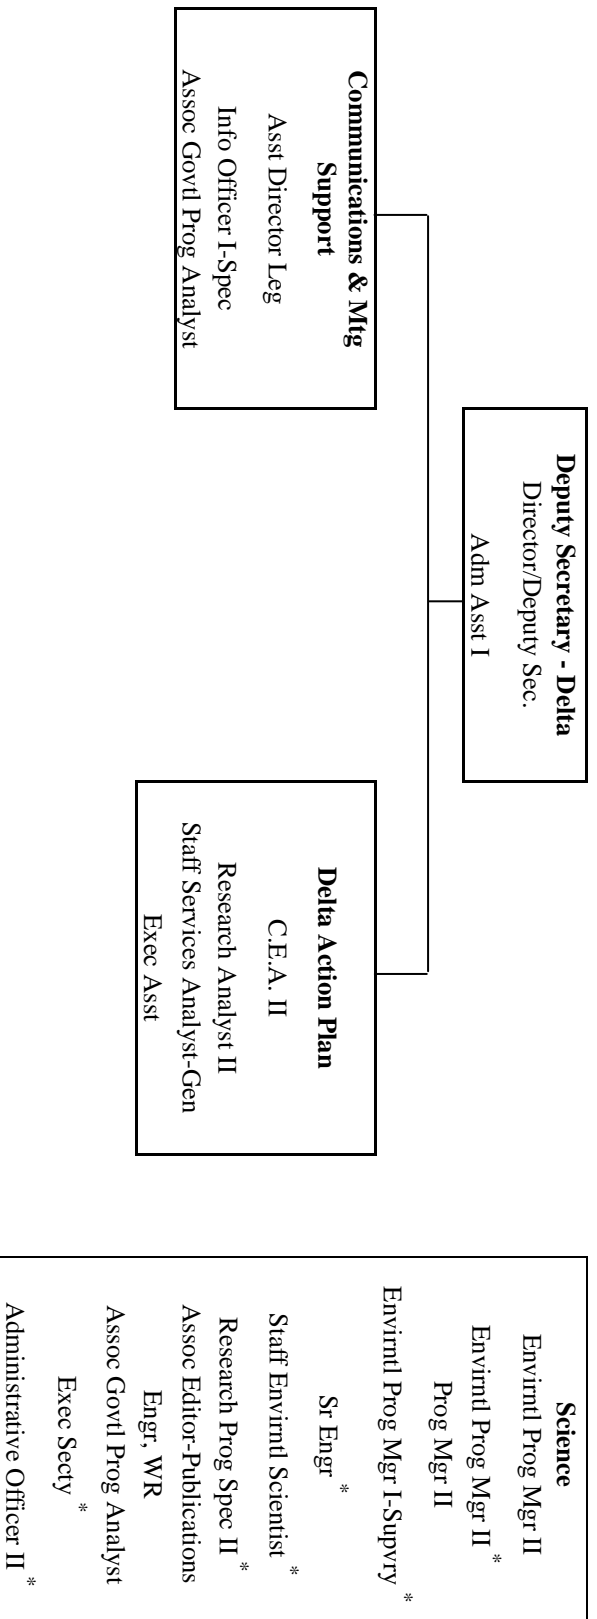 Deputy Secretary - Delta
Director/Deputy Sec.
Adm Asst I
Communications & Mtg
Support
Asst Director Leg
Info Officer I-Spec
Assoc Govtl Prog Analyst
Delta Action Plan
C.E.A. II
Research Analyst II
Staff Services Analyst-Gen
Exec Asst
Science
Envirntl Prog Mgr II
Envirntl Prog Mgr II *
Prog Mgr II
Envirntl Prog Mgr I-Supvry *
Sr Engr *
Staff Envirntl Scientist *
Research Prog Spec II *
Assoc Editor-Publications
Engr, WR
Assoc Govtl Prog Analyst
Exec Secty *
Administrative Officer II *